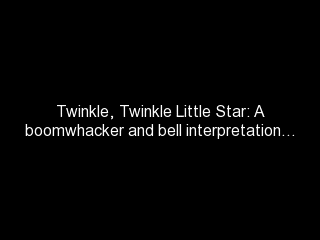 Twinkle, Twinkle Little Star: A
boomwhacker and bell interpretation...